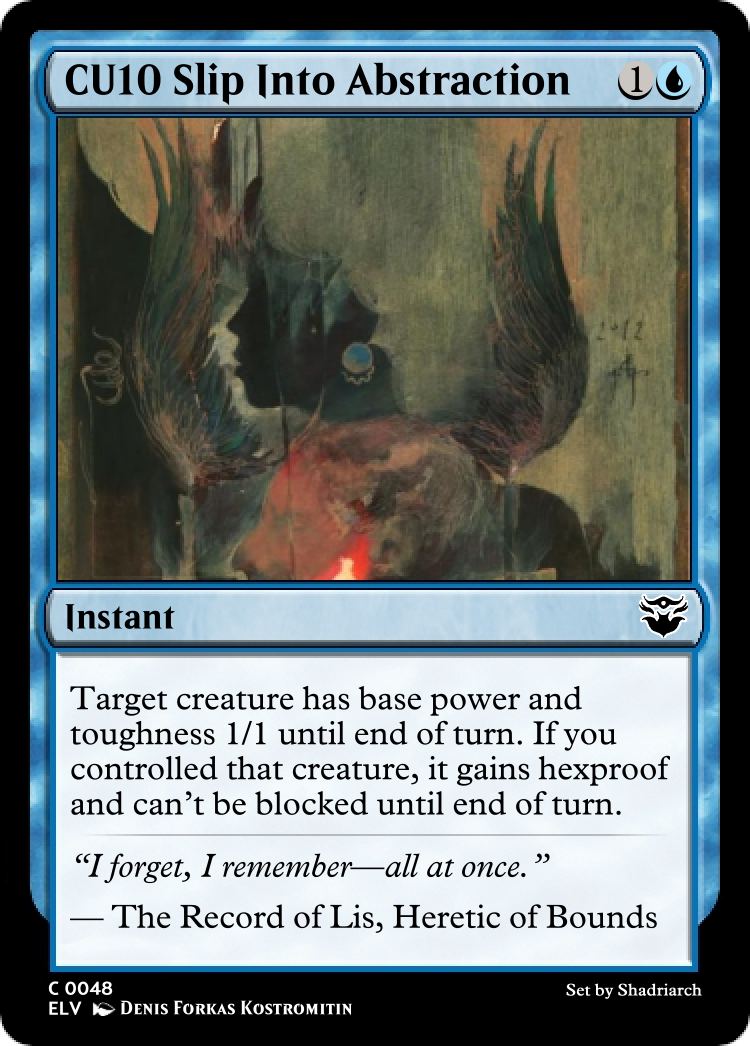 CU10 Slip Into Abstraction 1
2012
Instant
Target creature has base power and
toughness 1/1 until end of turn. If you
controlled that creature, it gains hexproof
and can't be blocked until end of turn.
“I forget, I remember—all at once.”
— The Record of Lis, Heretic of Bounds
C 0048
ELV Denis Forkas Kostromitin
Set by Shadriarch